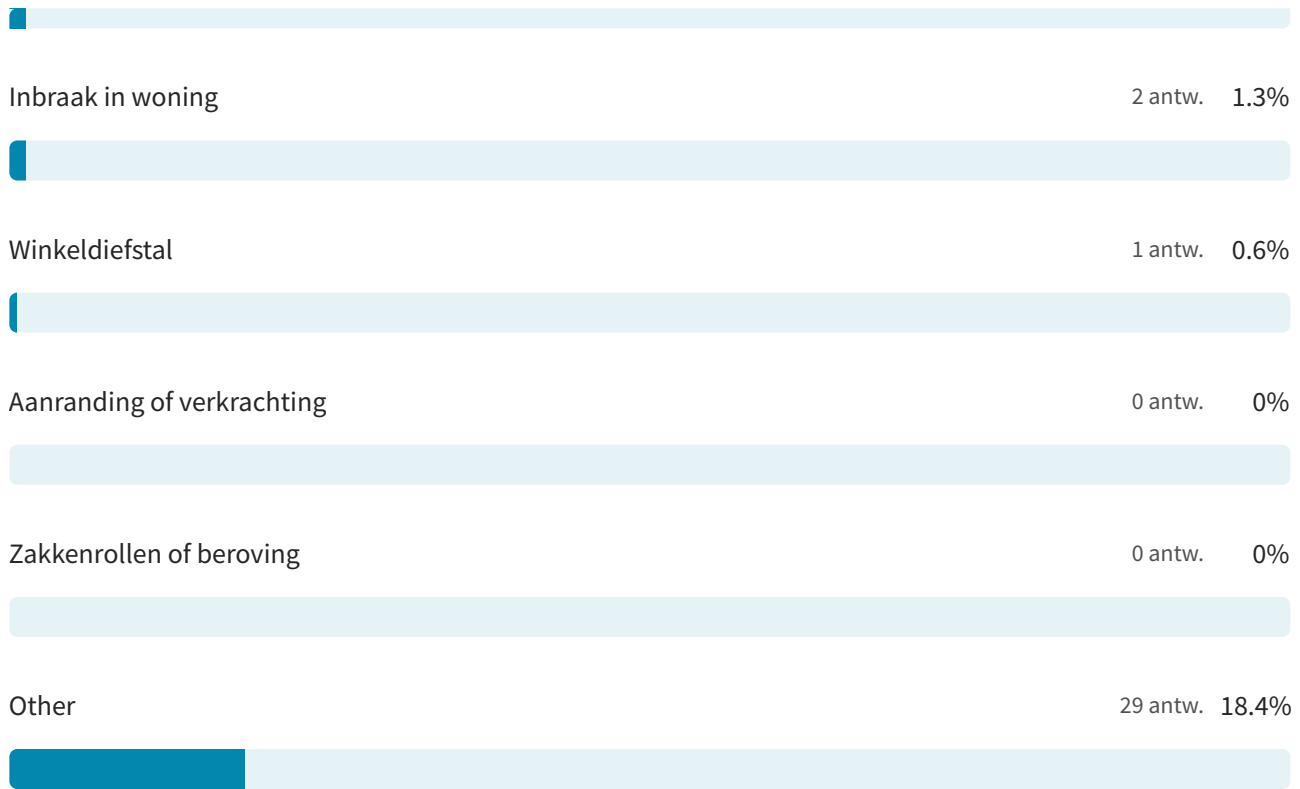 Inbraak in woning 2 antw. 1.3%
Winkeldiefstal 1 antw. 0.6%
Aanranding of verkrachting 0 antw. 0%
Zakkenrollen of beroving 0 antw. 0%
Other 29 antw. 18.4%